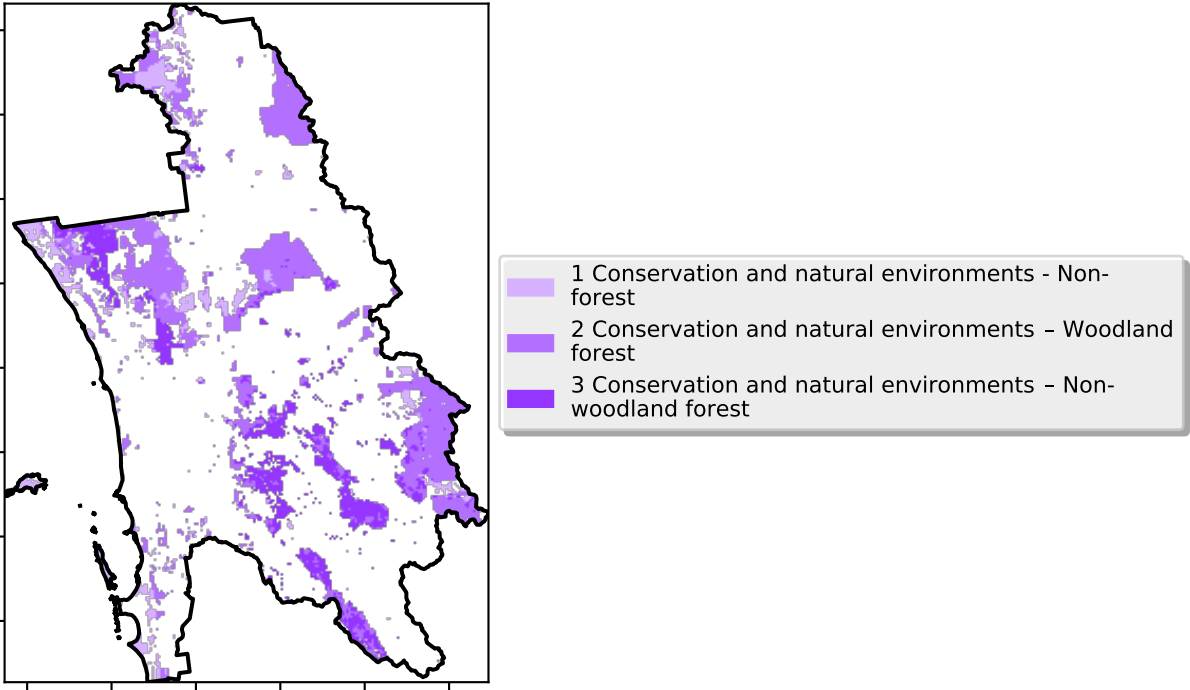 1 Conservation and natural environments - Non-
forest
2 Conservation and natural environments – Woodland
forest
3 Conservation and natural environments – Non-
woodland forest